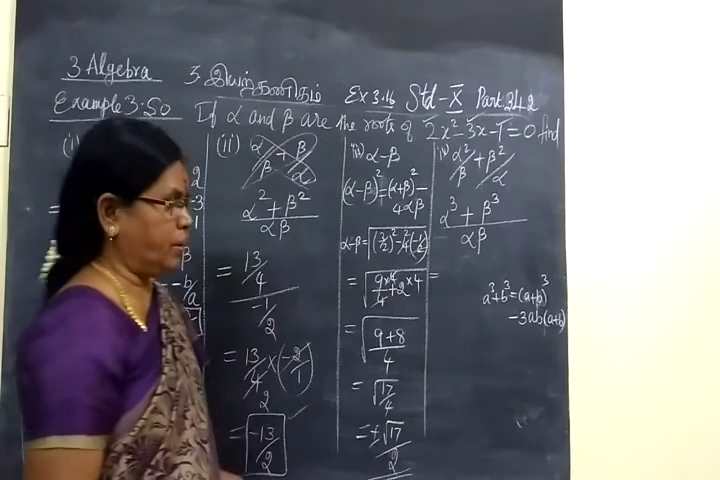 3 Algebra 3. இயற்கணிதம் Ex 3.16 Std - X Part 242
Example 3.50 If α and β are the roots of 2x² - 3x - 1 = 0 find
(i)
2
3
1
β
-b/a
=
(ii) α/β + β/α
α² + β² / αβ
= 13/4 / -1/2
= 13/4 × (-2/1)
2
= -13/2
iii) α - β
(α-β)² = (α+β)² - 4αβ
α-β = √(3/2)² - 4(-1/2)
= √9/4 + 2 ×4 ×4
= √9+8/4
= √17/4
= ± √17/2
iv) α²/β + β²/α
α³ + β³ / αβ
=
a³+b³ = (a+b)³
- 3ab(a+b)